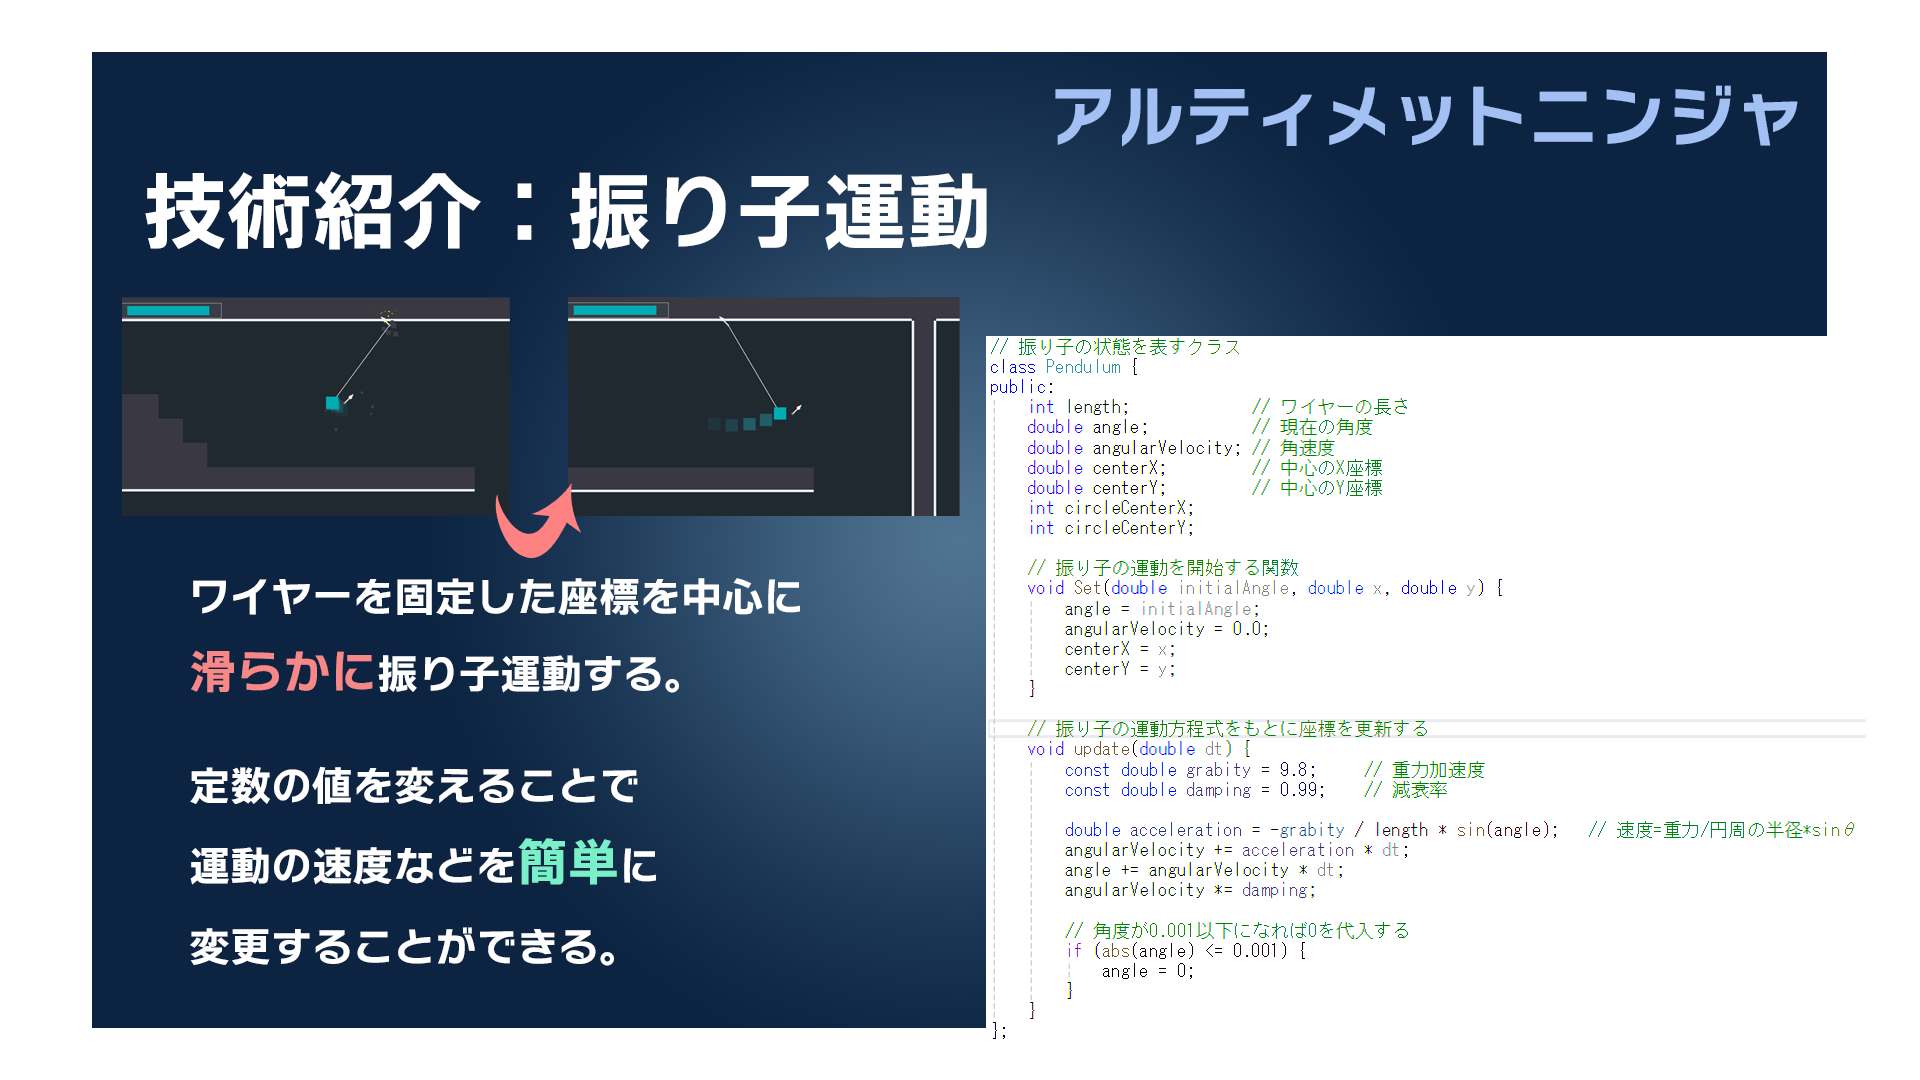 アルティメットニンジャ
技術紹介：振り子運動
ワイヤーを固定した座標を中心に
滑らかに振り子運動する。
定数の値を変えることで
運動の速度などを簡単に
変更することができる。
// 振り子の状態を表すクラス
class Pendulum {
public:
    int length;             // ワイヤーの長さ
    double angle;           // 現在の角度
    double angularVelocity; // 角速度
    double centerX;         // 中心のX座標
    double centerY;         // 中心のY座標
    int circleCenterX;
    int circleCenterY;
    // 振り子の運動を開始する関数
    void Set(double initialAngle, double x, double y) {
        angle = initialAngle;
        angularVelocity = 0.0;
        centerX = x;
        centerY = y;
    }
    // 振り子の運動方程式をもとに座標を更新する
    void update(double dt) {
        const double grabity = 9.8;     // 重力加速度
        const double damping = 0.99;    // 減衰率
        double acceleration = -grabity / length * sin(angle);   // 速度=重力/円周の半径*sinθ
        angularVelocity += acceleration * dt;
        angle += angularVelocity * dt;
        angularVelocity *= damping;
        // 角度が0.001以下になれば0を代入する
        if (abs(angle) <= 0.001) {
            angle = 0;
        }
    }
};